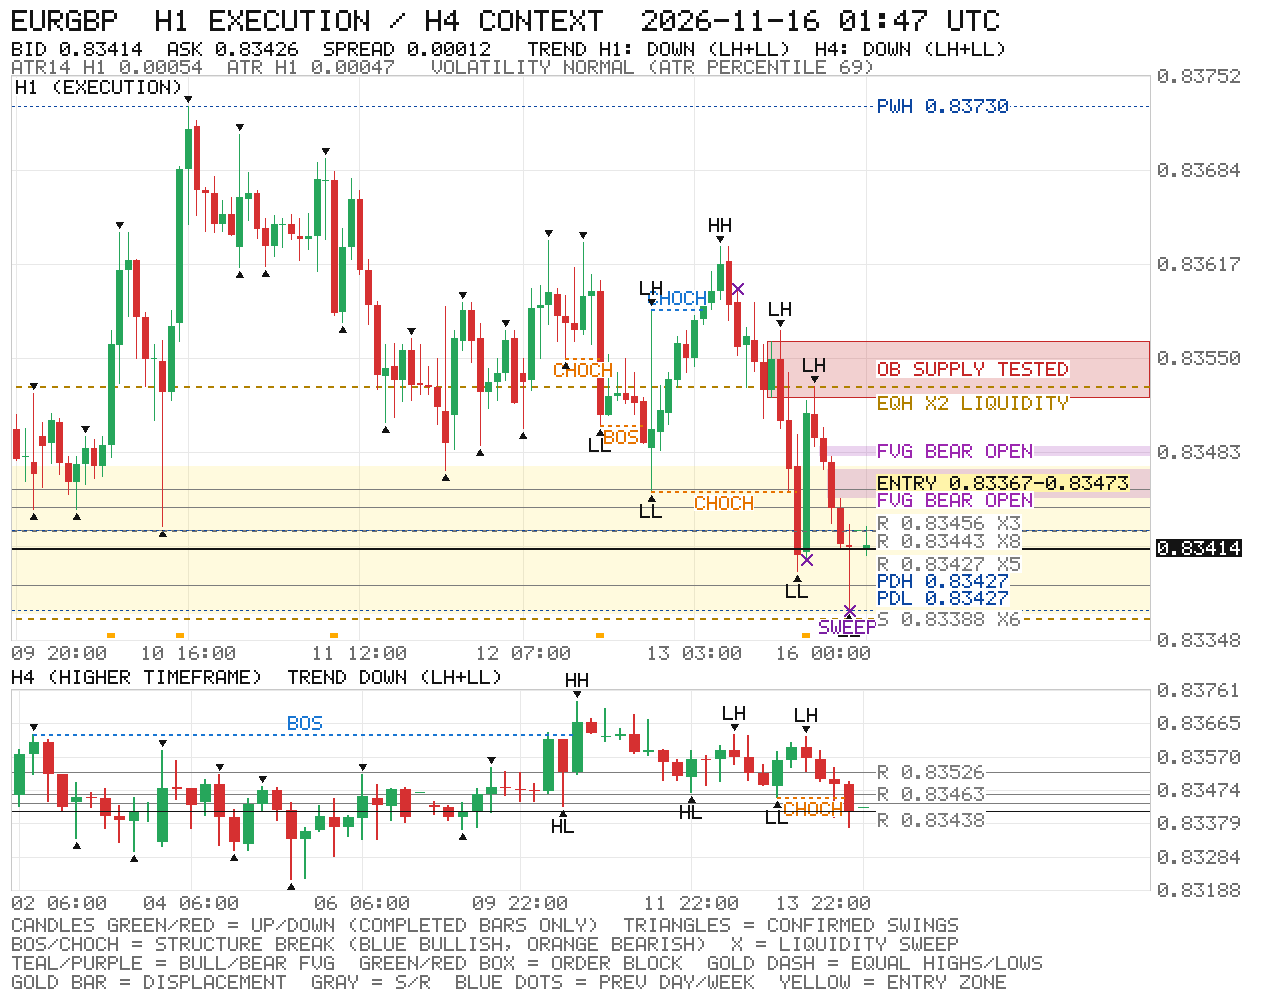 EURGBP  H1 EXECUTION / H4 CONTEXT  2026-11-16 01:47 UTC
BID 0.83414  ASK 0.83426  SPREAD 0.00012   TREND H1: DOWN (LH+LL)  H4: DOWN (LH+LL)
ATR14 H1 0.00054  ATR H1 0.00047   VOLATILITY NORMAL (ATR PERCENTILE 69)
H1 (EXECUTION)
0.83752
PWH 0.83730
0.83684
HH
0.83617
LH
CHOCH
LH
0.83550
LH
CHOCH
OB SUPPLY TESTED
EQH X2 LIQUIDITY
BOS
LL
FVG BEAR OPEN
0.83483
ENTRY 0.83367-0.83473
CHOCH
FVG BEAR OPEN
LL
R 0.83456 X3
R 0.83443 X8
0.83414
R 0.83427 X5
PDH 0.83427
LL
PDL 0.83427
S 0.83388 X6
SWEEP
0.83348
09 20:00  10 16:00  11 12:00  12 07:00  13 03:00  16 00:00
H4 (HIGHER TIMEFRAME)  TREND DOWN (LH+LL)
HH
0.83761
LH
LH
BOS
0.83665
0.83570
R 0.83526
0.83474
R 0.83463
CHOCH
HL
HL
LL
R 0.83438
0.83379
0.83284
0.83188
02 06:00  04 06:00  06 06:00  09 22:00  11 22:00  13 22:00
CANDLES GREEN/RED = UP/DOWN (COMPLETED BARS ONLY)  TRIANGLES = CONFIRMED SWINGS
BOS/CHOCH = STRUCTURE BREAK (BLUE BULLISH, ORANGE BEARISH)  X = LIQUIDITY SWEEP
TEAL/PURPLE = BULL/BEAR FVG  GREEN/RED BOX = ORDER BLOCK  GOLD DASH = EQUAL HIGHS/LOWS
GOLD BAR = DISPLACEMENT  GRAY = S/R  BLUE DOTS = PREV DAY/WEEK  YELLOW = ENTRY ZONE